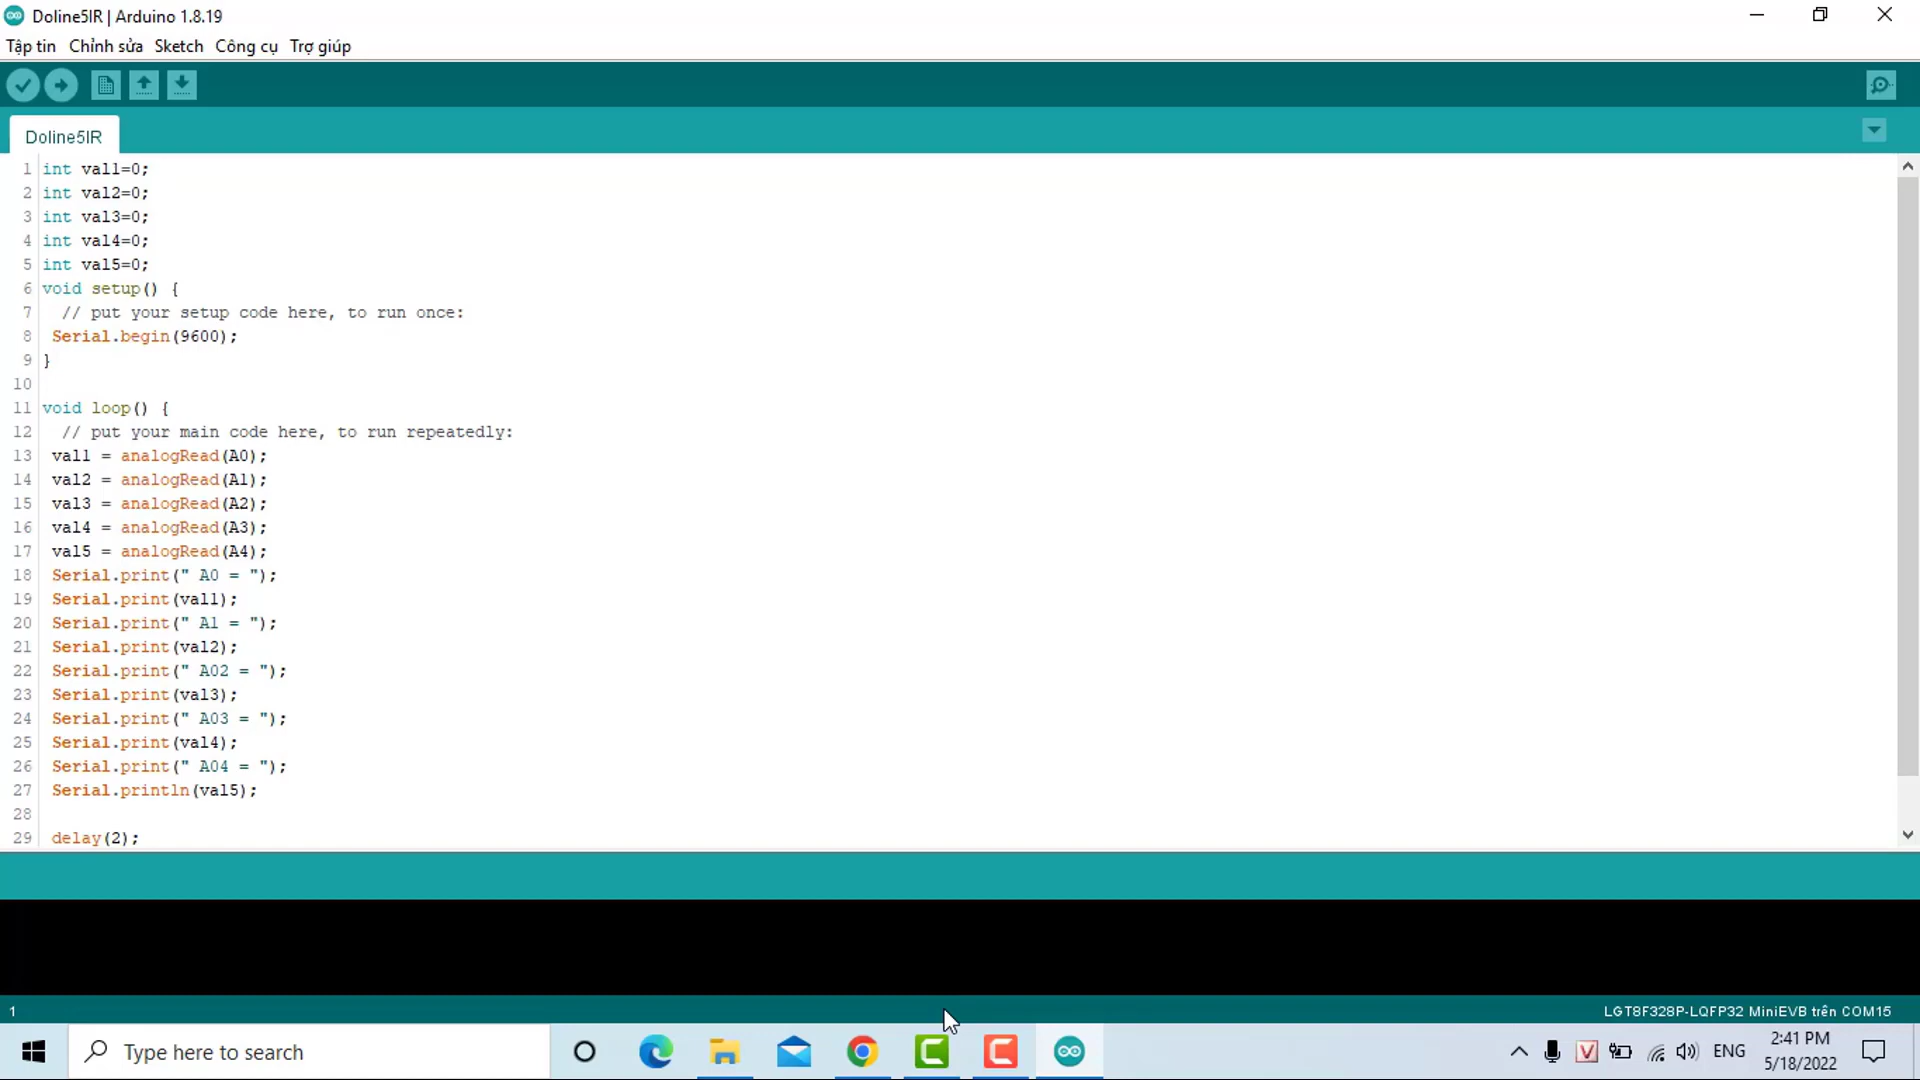 Doline5IR | Arduino 1.8.19
Tập tin Chỉnh sửa Sketch Công cụ Trợ giúp
Doline5IR
1 int val1=0;
2 int val2=0;
3 int val3=0;
4 int val4=0;
5 int val5=0;
6 void setup() {
7 // put your setup code here, to run once:
8 Serial.begin(9600);
9 }
10
11 void loop() {
12 // put your main code here, to run repeatedly:
13 val1 = analogRead(A0);
14 val2 = analogRead(A1);
15 val3 = analogRead(A2);
16 val4 = analogRead(A3);
17 val5 = analogRead(A4);
18 Serial.print(" A0 = ");
19 Serial.print(val1);
20 Serial.print(" A1 = ");
21 Serial.print(val2);
22 Serial.print(" A02 = ");
23 Serial.print(val3);
24 Serial.print(" A03 = ");
25 Serial.print(val4);
26 Serial.print(" A04 = ");
27 Serial.println(val5);
28
29 delay(2);
1 LGT8F328P-LQFP32 MiniEVB trên COM15
Type here to search
ENG
2:41 PM
5/18/2022